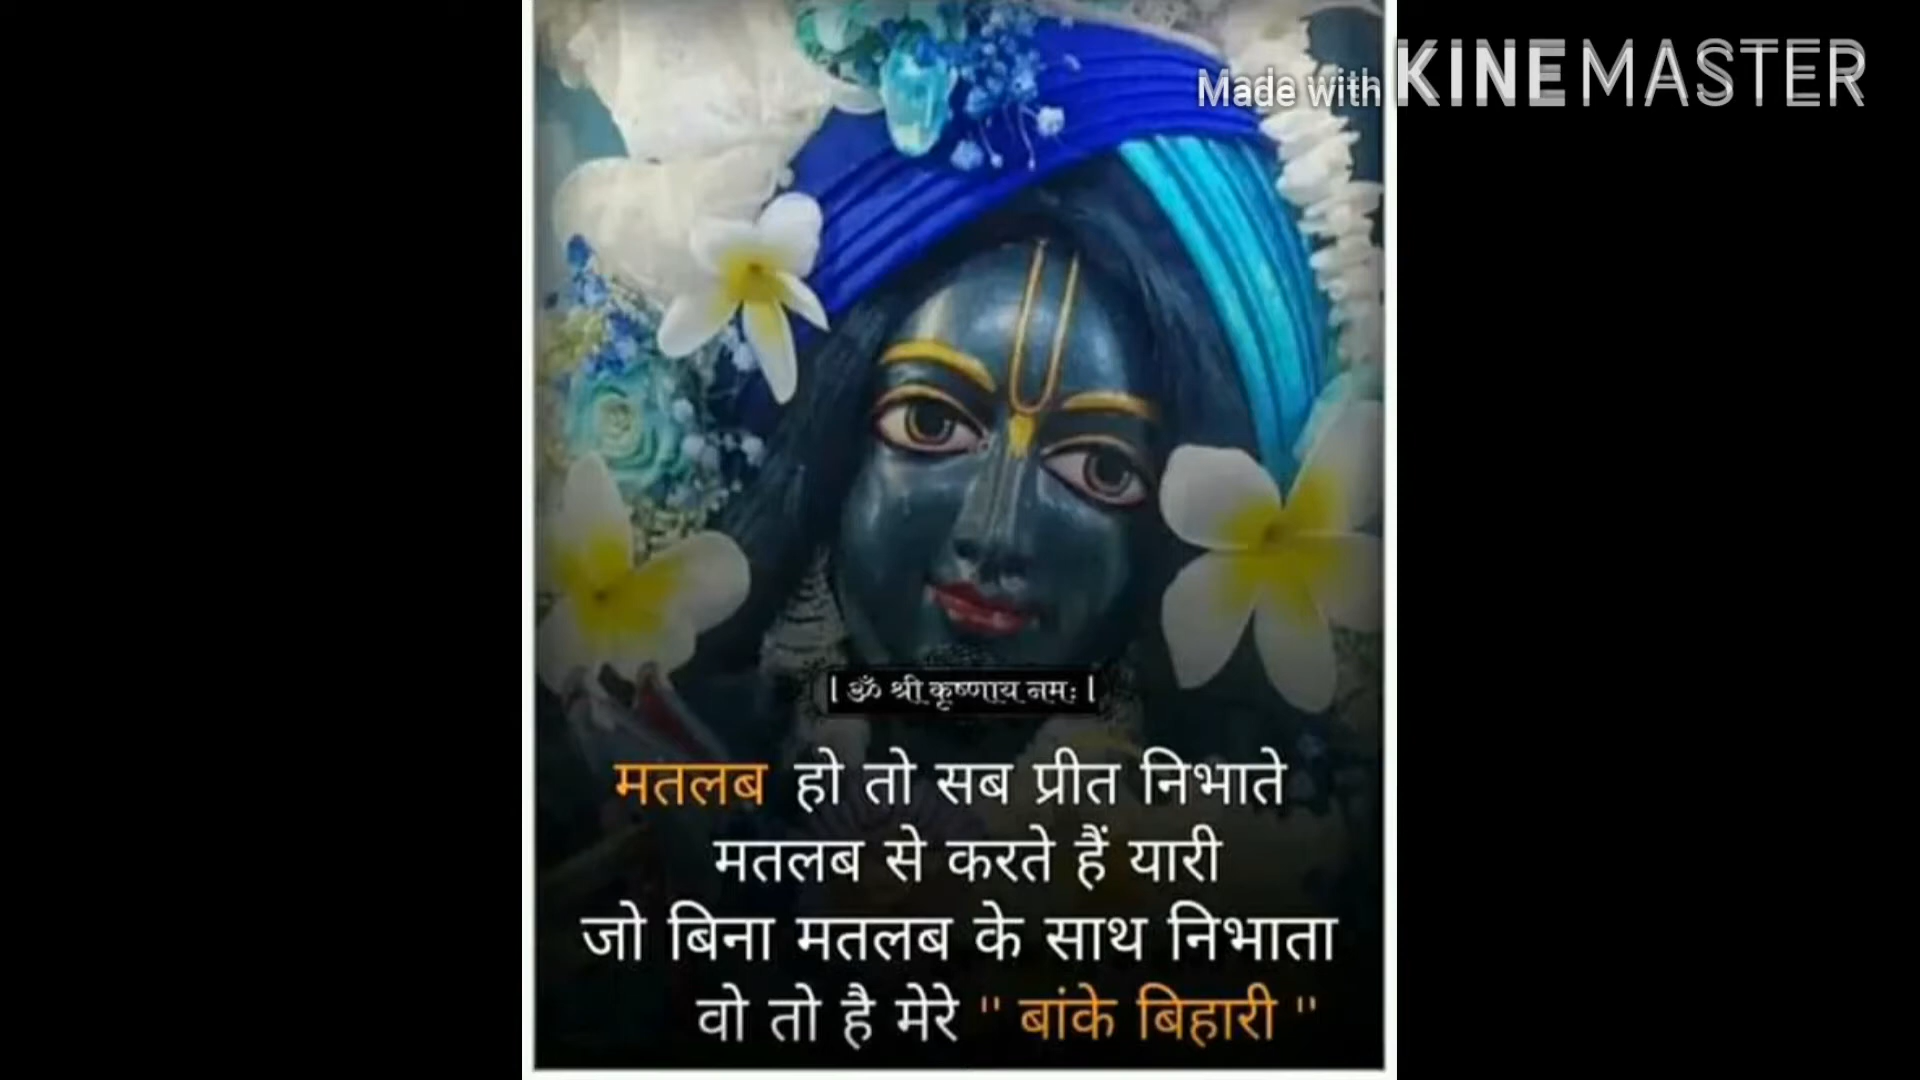 Made with KINEMASTER
| ॐ श्री कृष्णाय नमः |
मतलब हो तो सब प्रीत निभाते
मतलब से करते हैं यारी
जो बिना मतलब के साथ निभाता
वो तो है मेरे " बांके बिहारी "